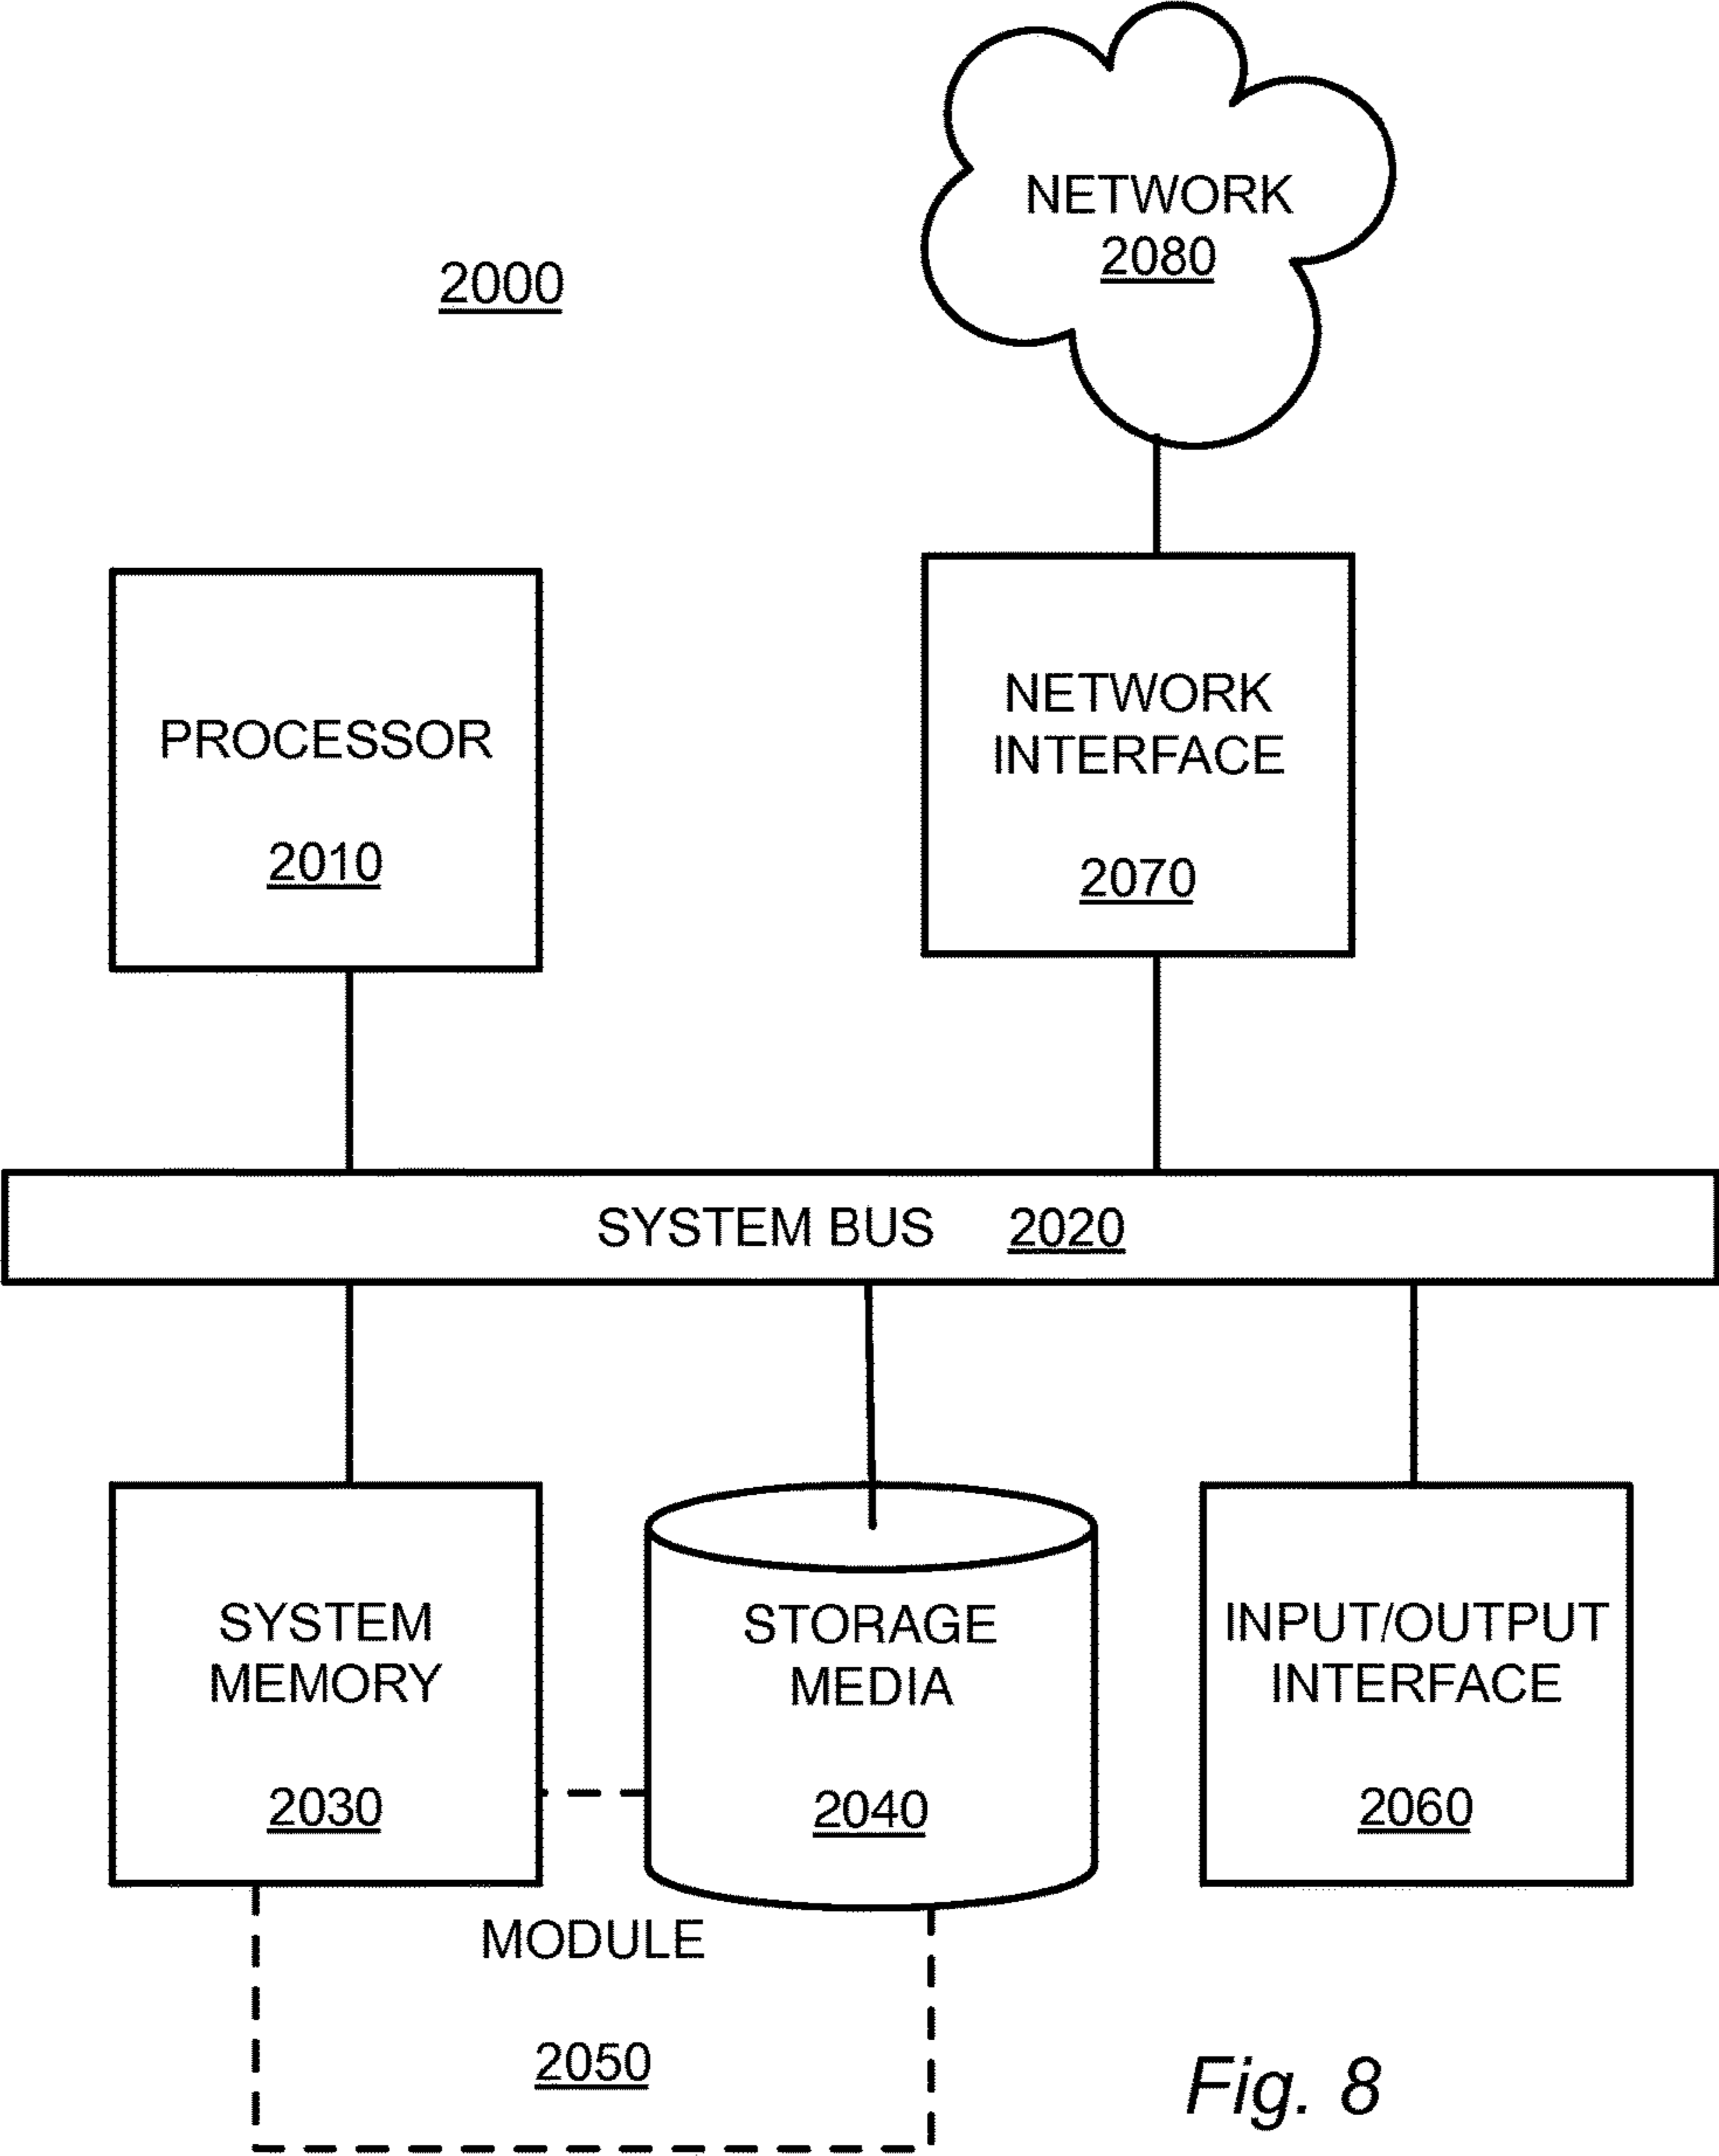 NETWORK
2080
2000
PROCESSOR
2010
NETWORK
INTERFACE
2070
SYSTEM BUS 2020
SYSTEM
MEMORY
2030
STORAGE
MEDIA
2040
INPUT/OUTPUT
INTERFACE
2060
MODULE
2050
Fig. 8